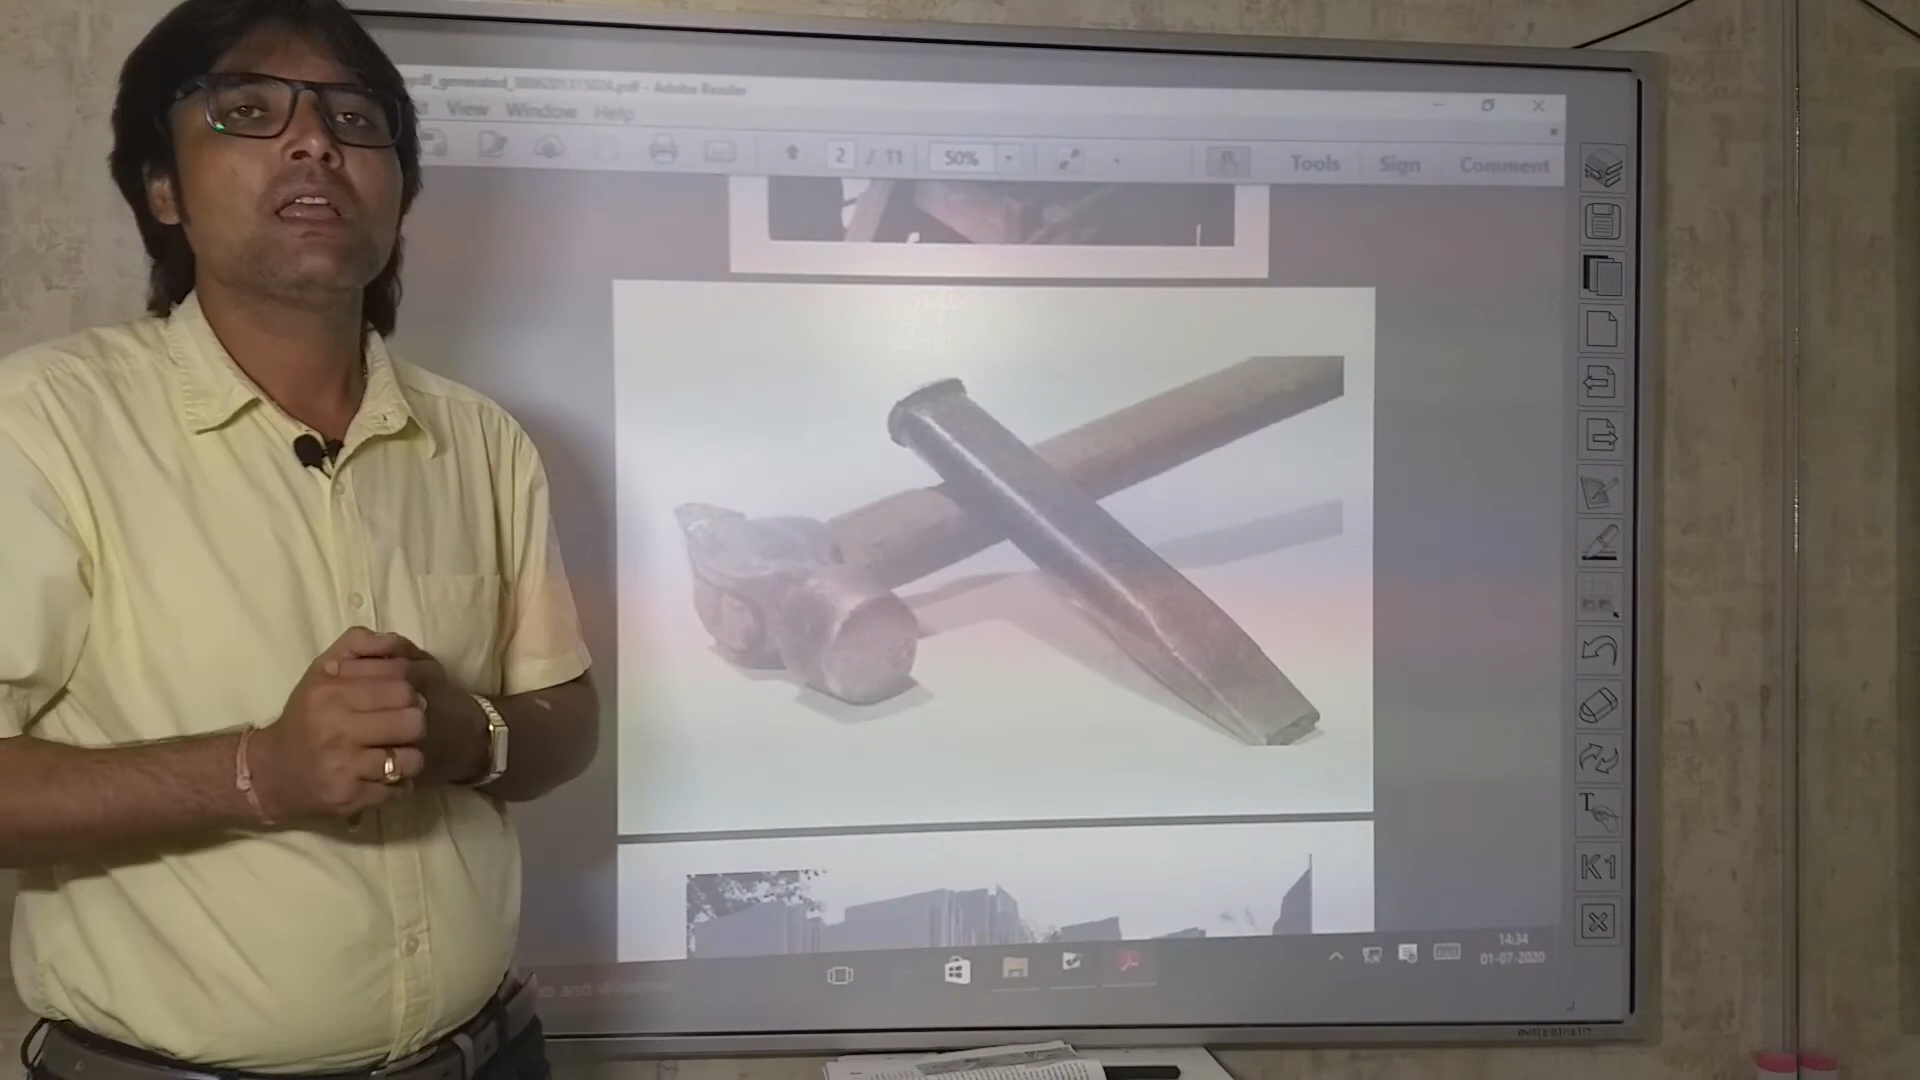 - Adobe Reader
View Window Help
2 / 11 50% Tools Sign Comment
T
K1
14:34
01-07-2020